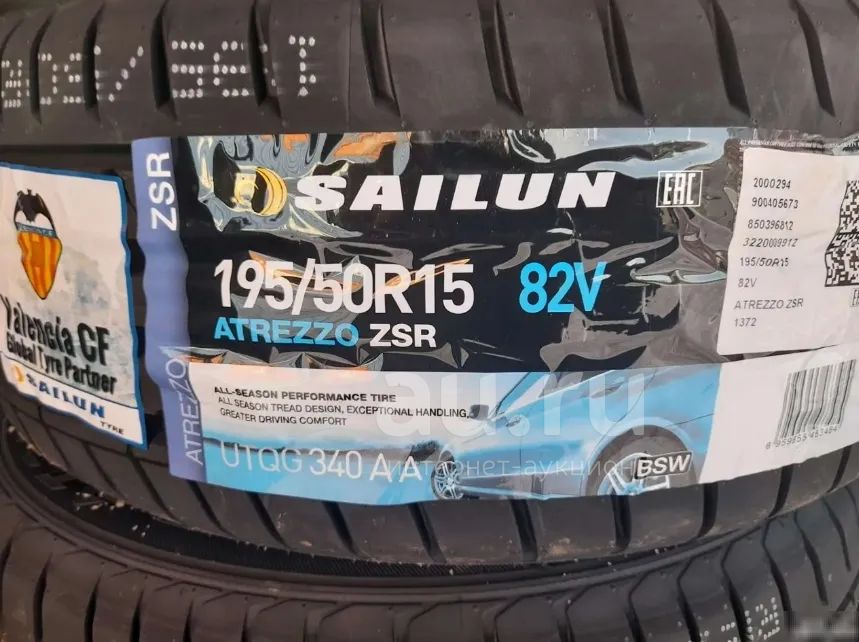 ZSR
ATREZZO
SAILUN
EAC
195/50R15 82V
ATREZZO ZSR
ALL-SEASON PERFORMANCE TIRE
ALL SEASON TREAD DESIGN, EXCEPTIONAL HANDLING,
GREATER DRIVING COMFORT
UTQG 340 A A
BSW
Valencia CF
Global Tyre Partner
SAILUN
TYRE
2000294
900405673
850396812
195/50R15
82V
ATREZZO ZSR
1372
au.ru
интернет-аукцион